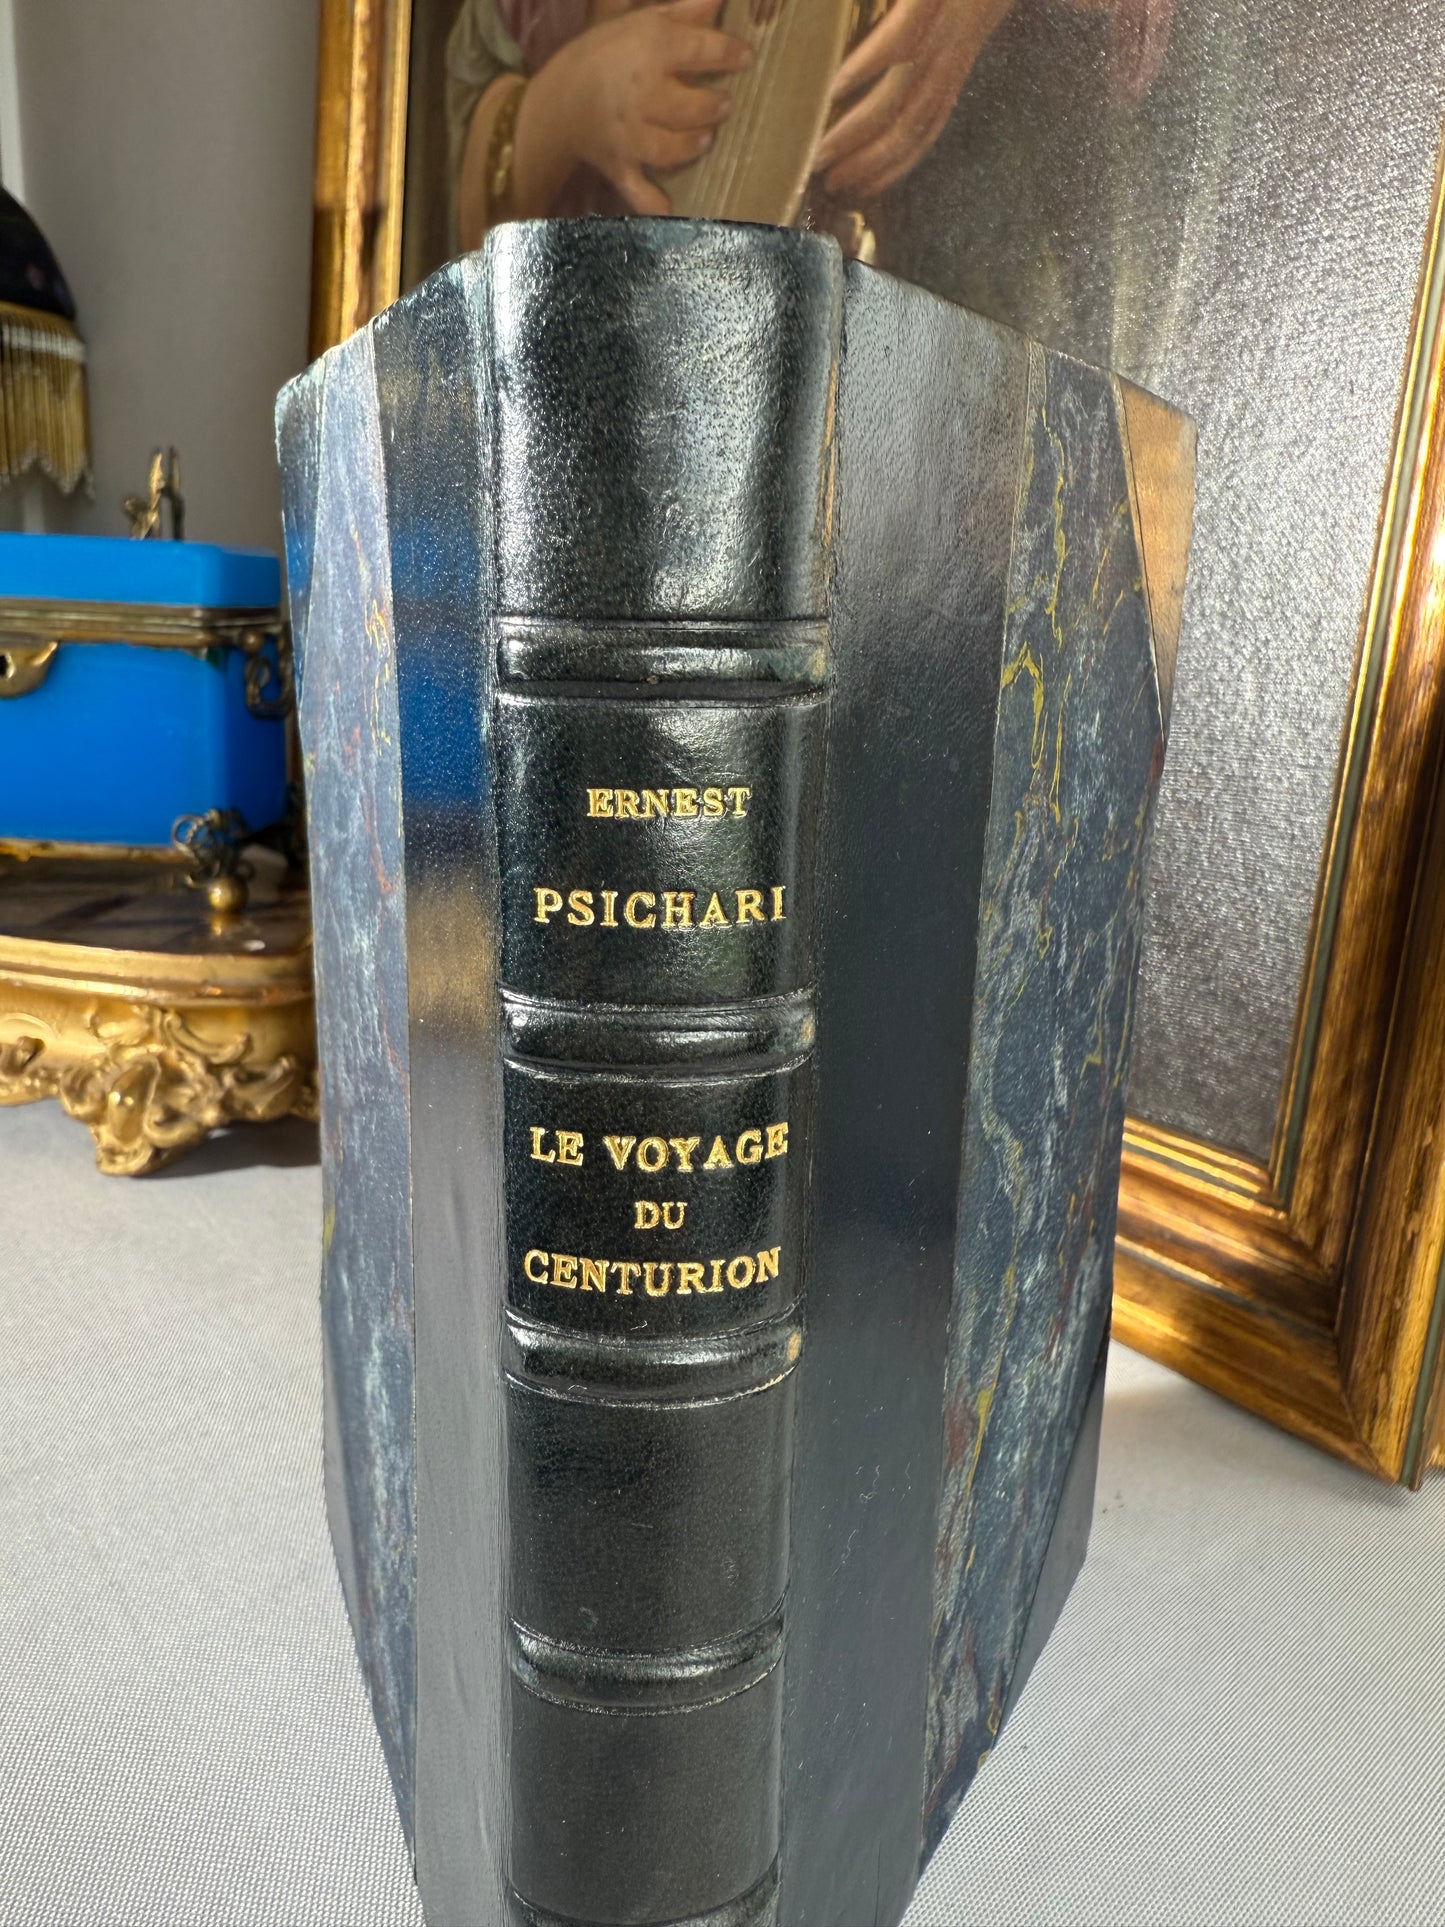 ERNEST
PSICHARI
LE VOYAGE
DU
CENTURION